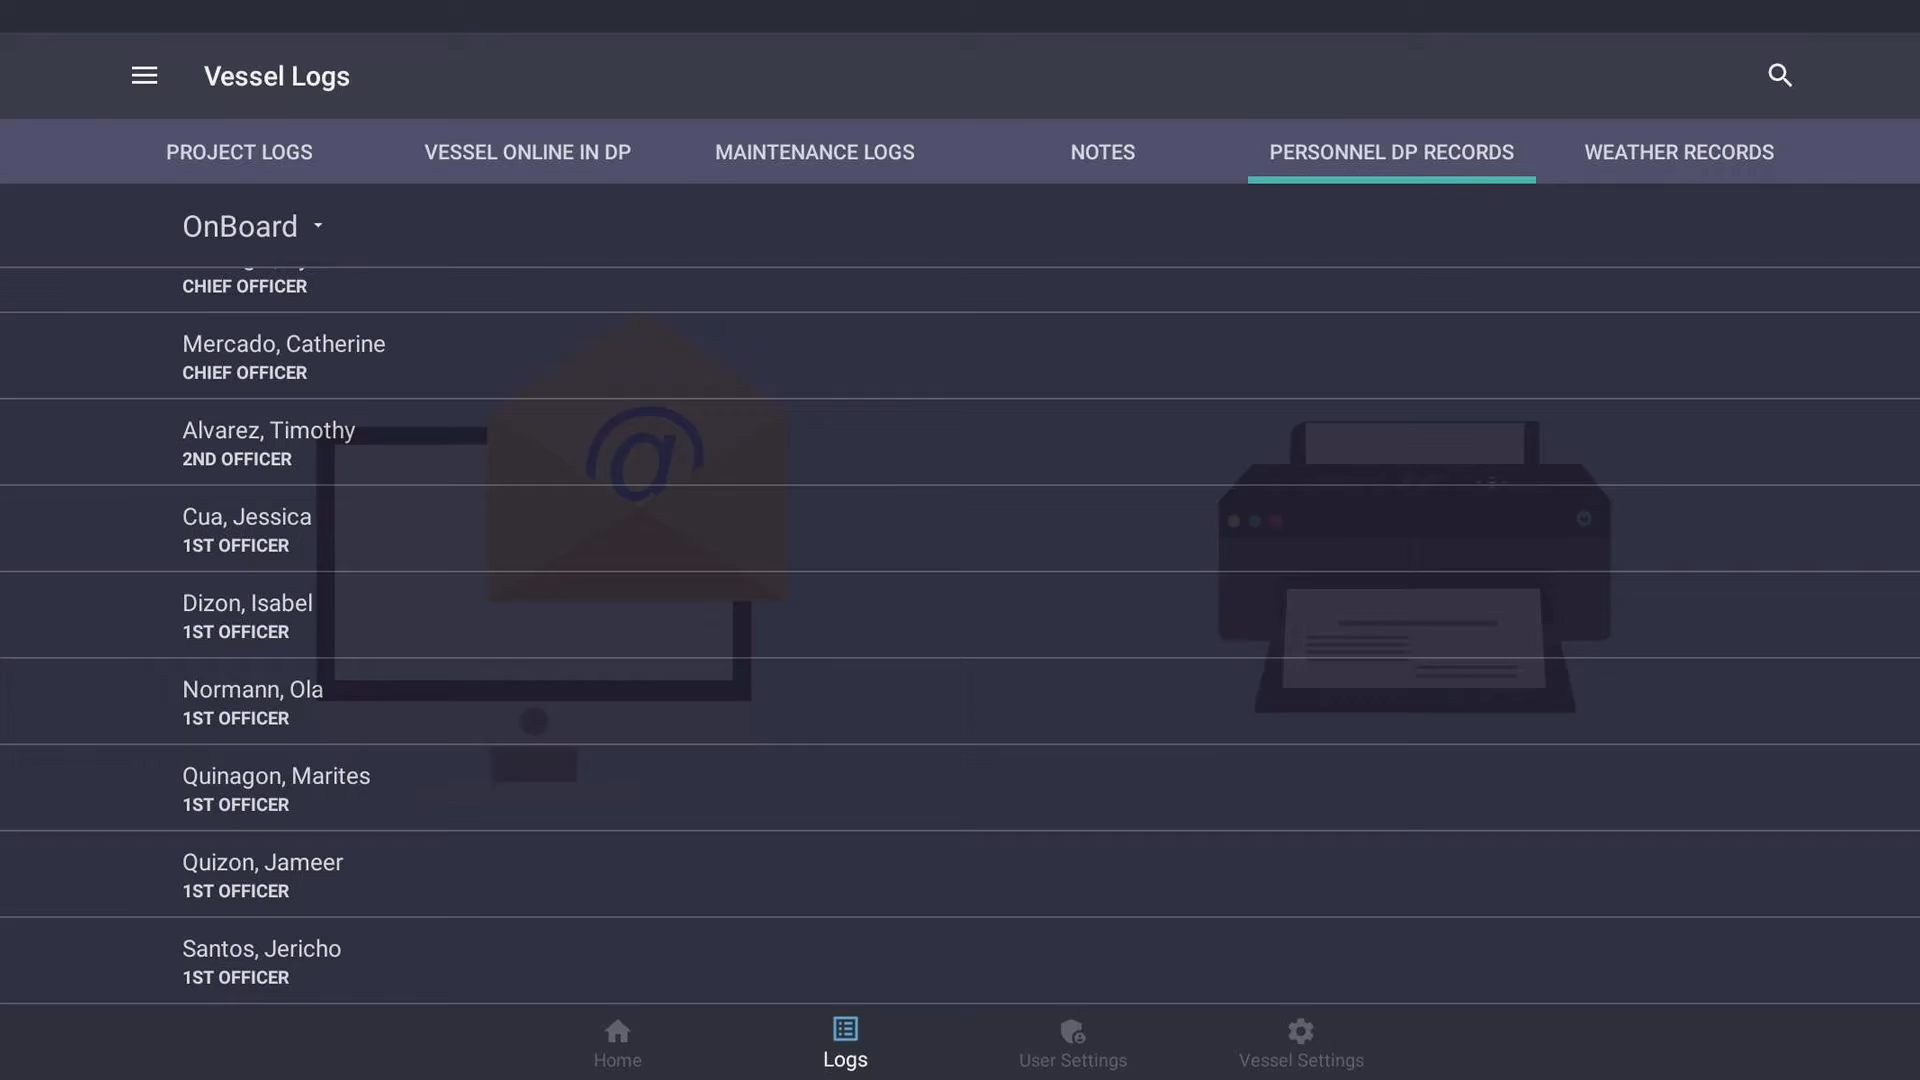 Vessel Logs
PROJECT LOGS
VESSEL ONLINE IN DP
MAINTENANCE LOGS
NOTES
PERSONNEL DP RECORDS
WEATHER RECORDS
OnBoard
CHIEF OFFICER
Mercado, Catherine
CHIEF OFFICER
Alvarez, Timothy
2ND OFFICER
Cua, Jessica
1ST OFFICER
Dizon, Isabel
1ST OFFICER
Normann, Ola
1ST OFFICER
Quinagon, Marites
1ST OFFICER
Quizon, Jameer
1ST OFFICER
Santos, Jericho
1ST OFFICER
@
Home
Logs
User Settings
Vessel Settings